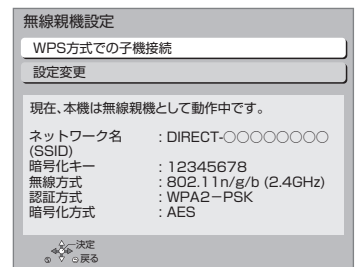 無線親機設定
WPS方式での子機接続
設定変更
現在、本機は無線親機として動作中です。
ネットワーク名 : DIRECT-○○○○○○○○
(SSID)
暗号化キー : 12345678
無線方式 : 802.11n/g/b (2.4GHz)
認証方式 : WPA2−PSK
暗号化方式 : AES
決定
戻る